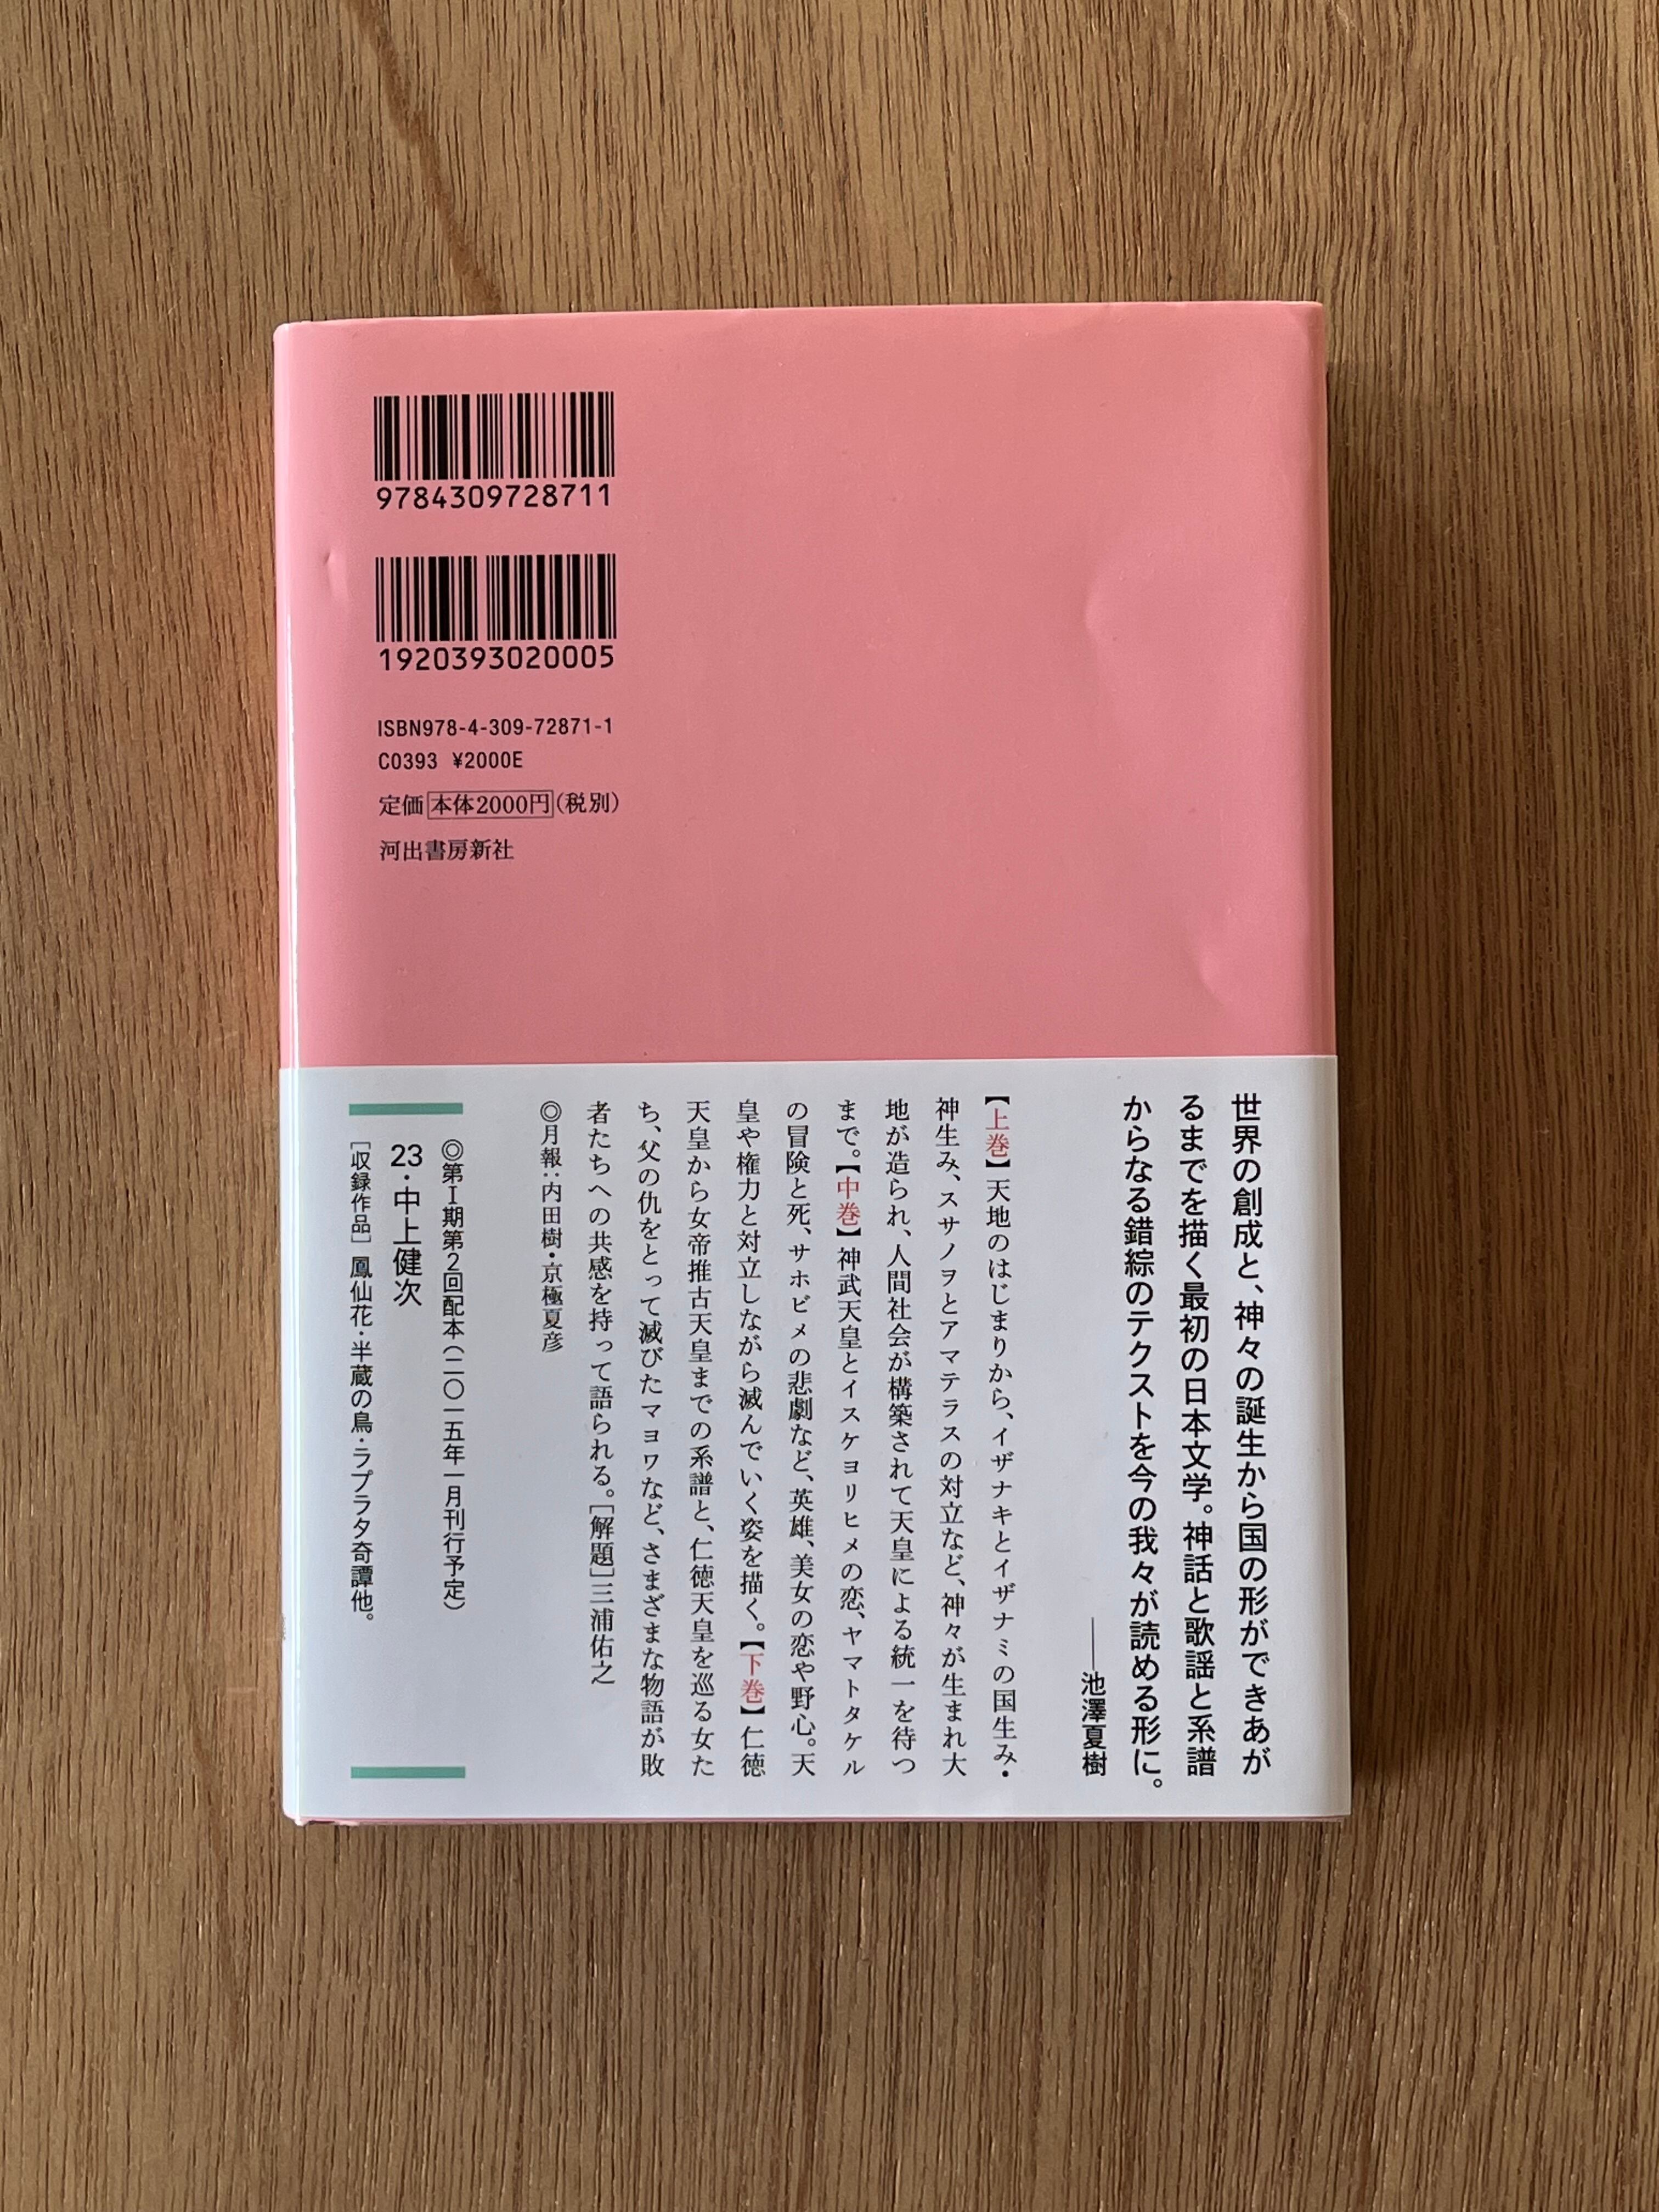 9784309728711
1920393020005
ISBN978-4-309-72871-1
C0393 ¥2000E
定価 本体2000円(税別)
河出書房新社
世界の創成と、神々の誕生から国の形ができあが
るまでを描く最初の日本文学。神話と歌謡と系譜
からなる錯綜のテクストを今の我々が読める形に。
――池澤夏樹
【上巻】天地のはじまりから、イザナキとイザナミの国生み・
神生み、スサノヲとアマテラスの対立など、神々が生まれ大
地が造られ、人間社会が構築されて天皇による統一を待つ
まで。【中巻】神武天皇とイスケヨリヒメの恋、ヤマトタケル
の冒険と死、サホビメの悲劇など、英雄、美女の恋や野心。天
皇や権力と対立しながら滅んでいく姿を描く。【下巻】仁徳
天皇から女帝推古天皇までの系譜と、仁徳天皇を巡る女た
ち、父の仇をとって滅びたマヨワなど、さまざまな物語が敗
者たちへの共感を持って語られる。[解題]三浦佑之
◎月報:内田樹・京極夏彦
◎第Ⅰ期第2回配本(二〇一五年一月刊行予定)
23・中上健次
[収録作品]鳳仙花・半蔵の鳥・ラプラタ奇譚他。